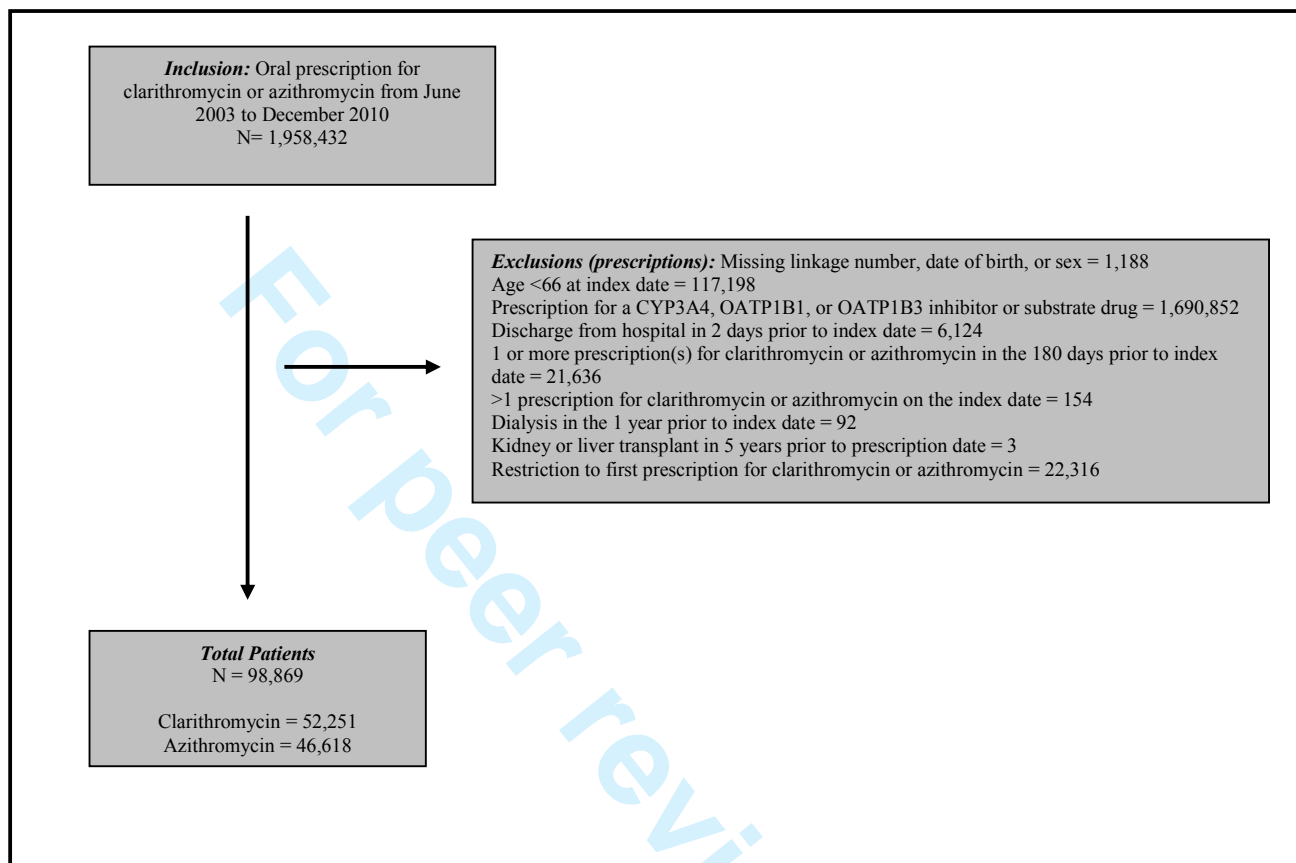 Inclusion: Oral prescription for
clarithromycin or azithromycin from June
2003 to December 2010
N= 1,958,432
Exclusions (prescriptions): Missing linkage number, date of birth, or sex = 1,188
Age <66 at index date = 117,198
Prescription for a CYP3A4, OATP1B1, or OATP1B3 inhibitor or substrate drug = 1,690,852
Discharge from hospital in 2 days prior to index date = 6,124
1 or more prescription(s) for clarithromycin or azithromycin in the 180 days prior to index
date = 21,636
>1 prescription for clarithromycin or azithromycin on the index date = 154
Dialysis in the 1 year prior to index date = 92
Kidney or liver transplant in 5 years prior to prescription date = 3
Restriction to first prescription for clarithromycin or azithromycin = 22,316
Total Patients
N = 98,869
Clarithromycin = 52,251
Azithromycin = 46,618
For peer revi